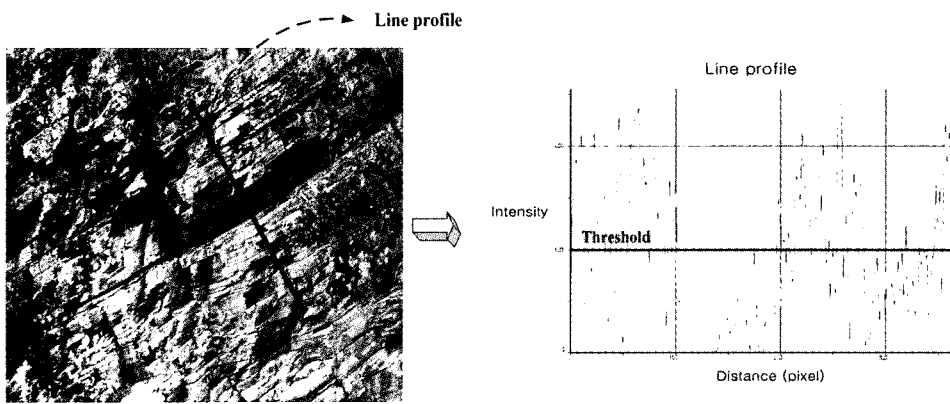 Line profile
Line profile
Intensity
Threshold
Distance (pixel)